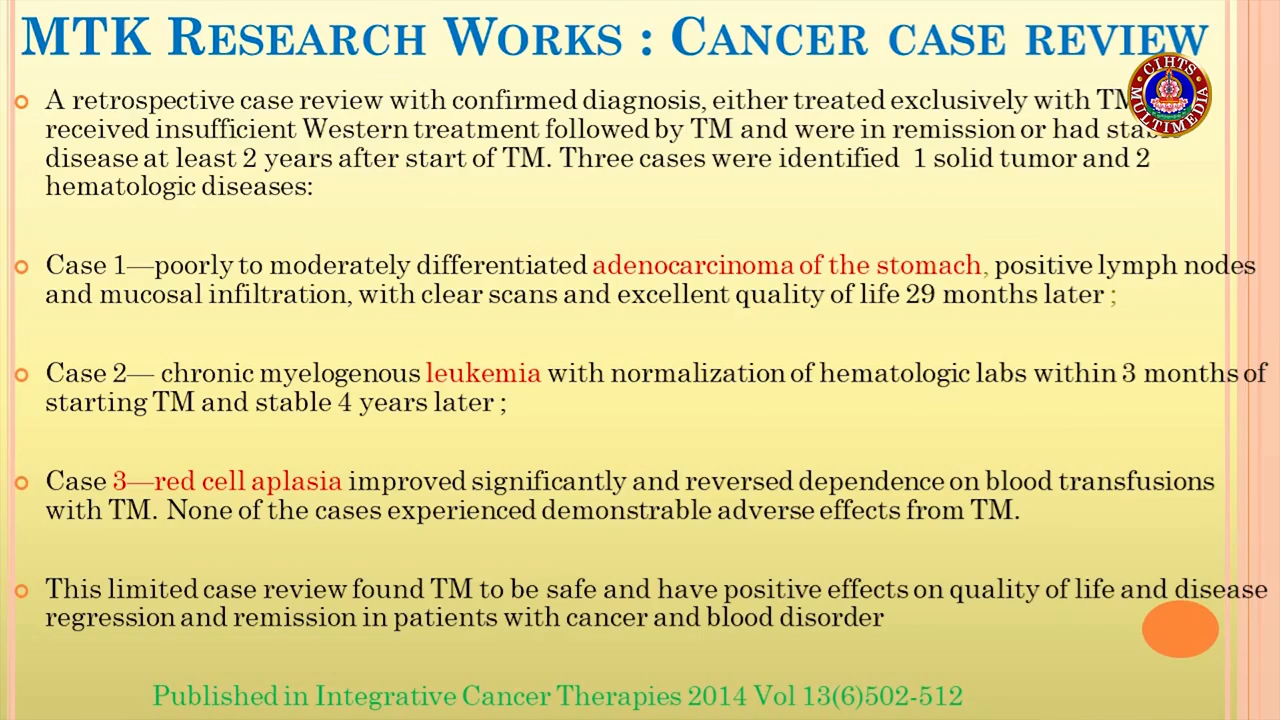 MTK RESEARCH WORKS : CANCER CASE REVIEW
CIHTS
MULTIMEDIA
A retrospective case review with confirmed diagnosis, either treated exclusively with TM
received insufficient Western treatment followed by TM and were in remission or had
disease at least 2 years after start of TM. Three cases were identified 1 solid tumor and 2
hematologic diseases:
Case 1—poorly to moderately differentiated adenocarcinoma of the stomach, positive lymph nodes
and mucosal infiltration, with clear scans and excellent quality of life 29 months later ;
Case 2— chronic myelogenous leukemia with normalization of hematologic labs within 3 months of
starting TM and stable 4 years later ;
Case 3—red cell aplasia improved significantly and reversed dependence on blood transfusions
with TM. None of the cases experienced demonstrable adverse effects from TM.
This limited case review found TM to be safe and have positive effects on quality of life and disease
regression and remission in patients with cancer and blood disorder
Published in Integrative Cancer Therapies 2014 Vol 13(6)502-512